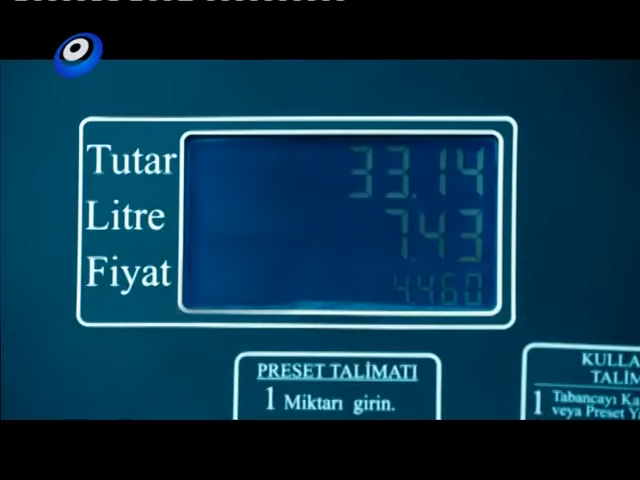 Tutar 33.14
Litre 7.43
Fiyat 4.460
PRESET TALİMATI
1 Miktarı girin.
KULLA
TALİM
1 Tabancayı Ka
veya Preset Y